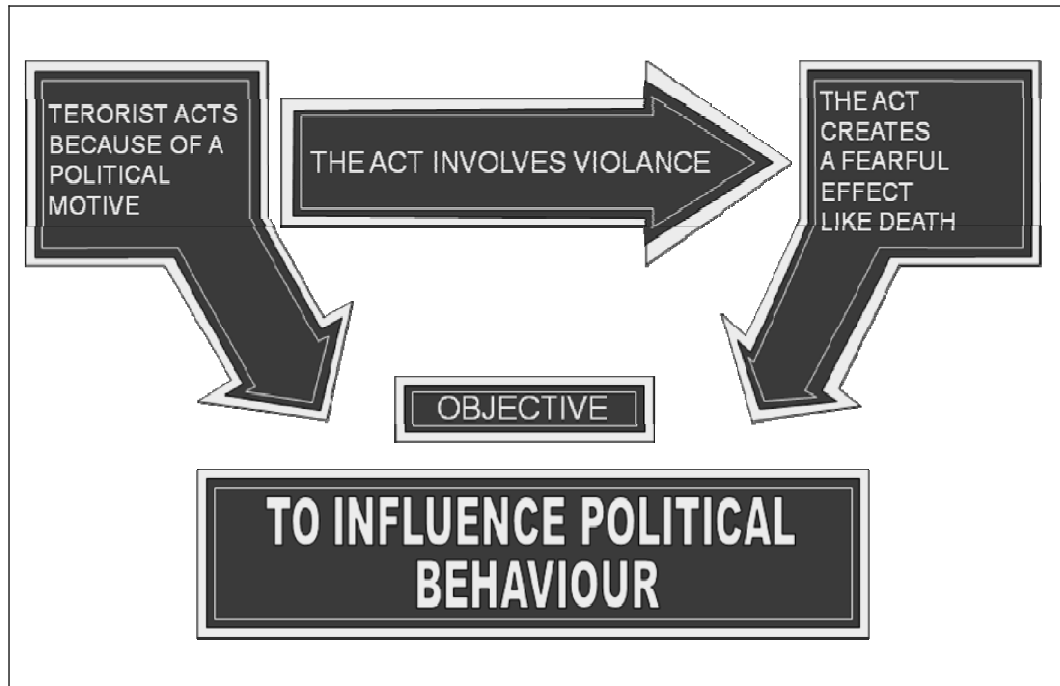 TERORIST ACTS
BECAUSE OF A
POLITICAL
MOTIVE
THE ACT INVOLVES VIOLANCE
THE ACT
CREATES
A FEARFUL
EFFECT
LIKE DEATH
OBJECTIVE
TO INFLUENCE POLITICAL
BEHAVIOUR